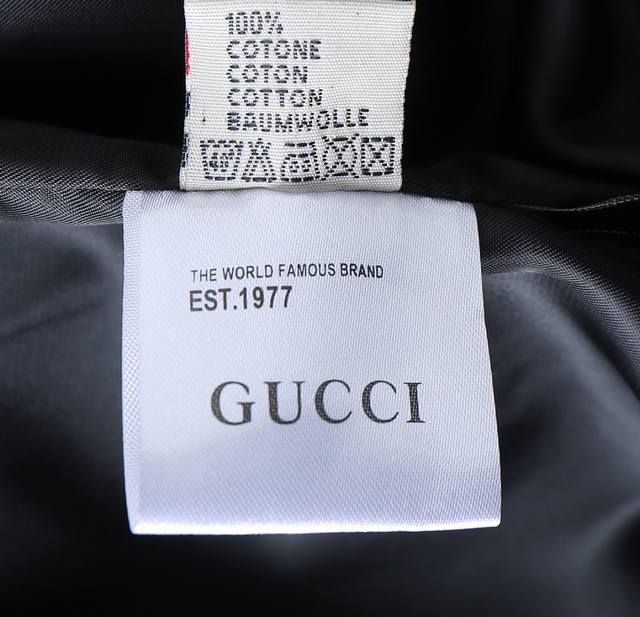 100%
COTONE
COTON
COTTON
BAUMWOLLE
THE WORLD FAMOUS BRAND
EST.1977
GUCCI